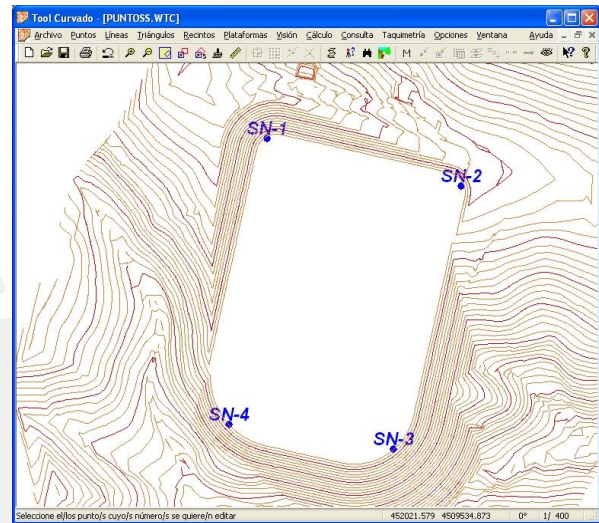 Tool Curvado - [PUNTOSS.WTC]
Archivo Puntos Líneas Triángulos Recintos Plataformas Visión Cálculo Consulta Taquimetría Opciones Ventana Ayuda
M
SN-1
SN-2
SN-4
SN-3
Seleccione el/los punto/s cuyo/s número/s se quiere/n editar 452021.579 4509534.873 0° 1/ 400